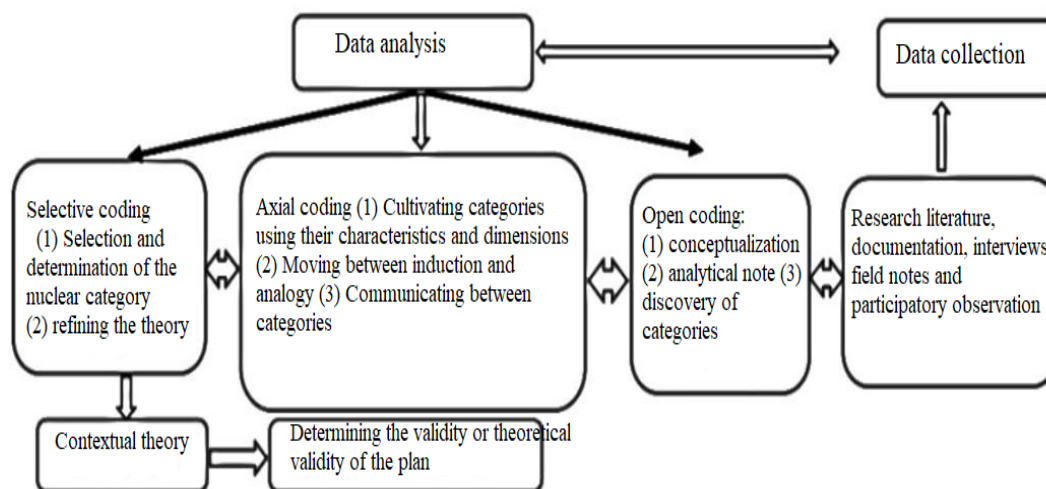 Data analysis
Data collection
Selective coding
(1) Selection and
determination of the
nuclear category
(2) refining the theory
Axial coding (1) Cultivating categories
using their characteristics and dimensions
(2) Moving between induction and
analogy (3) Communicating between
categories
Open coding:
(1) conceptualization
(2) analytical note (3)
discovery of
categories
Research literature,
documentation, interviews
field notes and
participatory observation
Contextual theory
Determining the validity or theoretical
validity of the plan